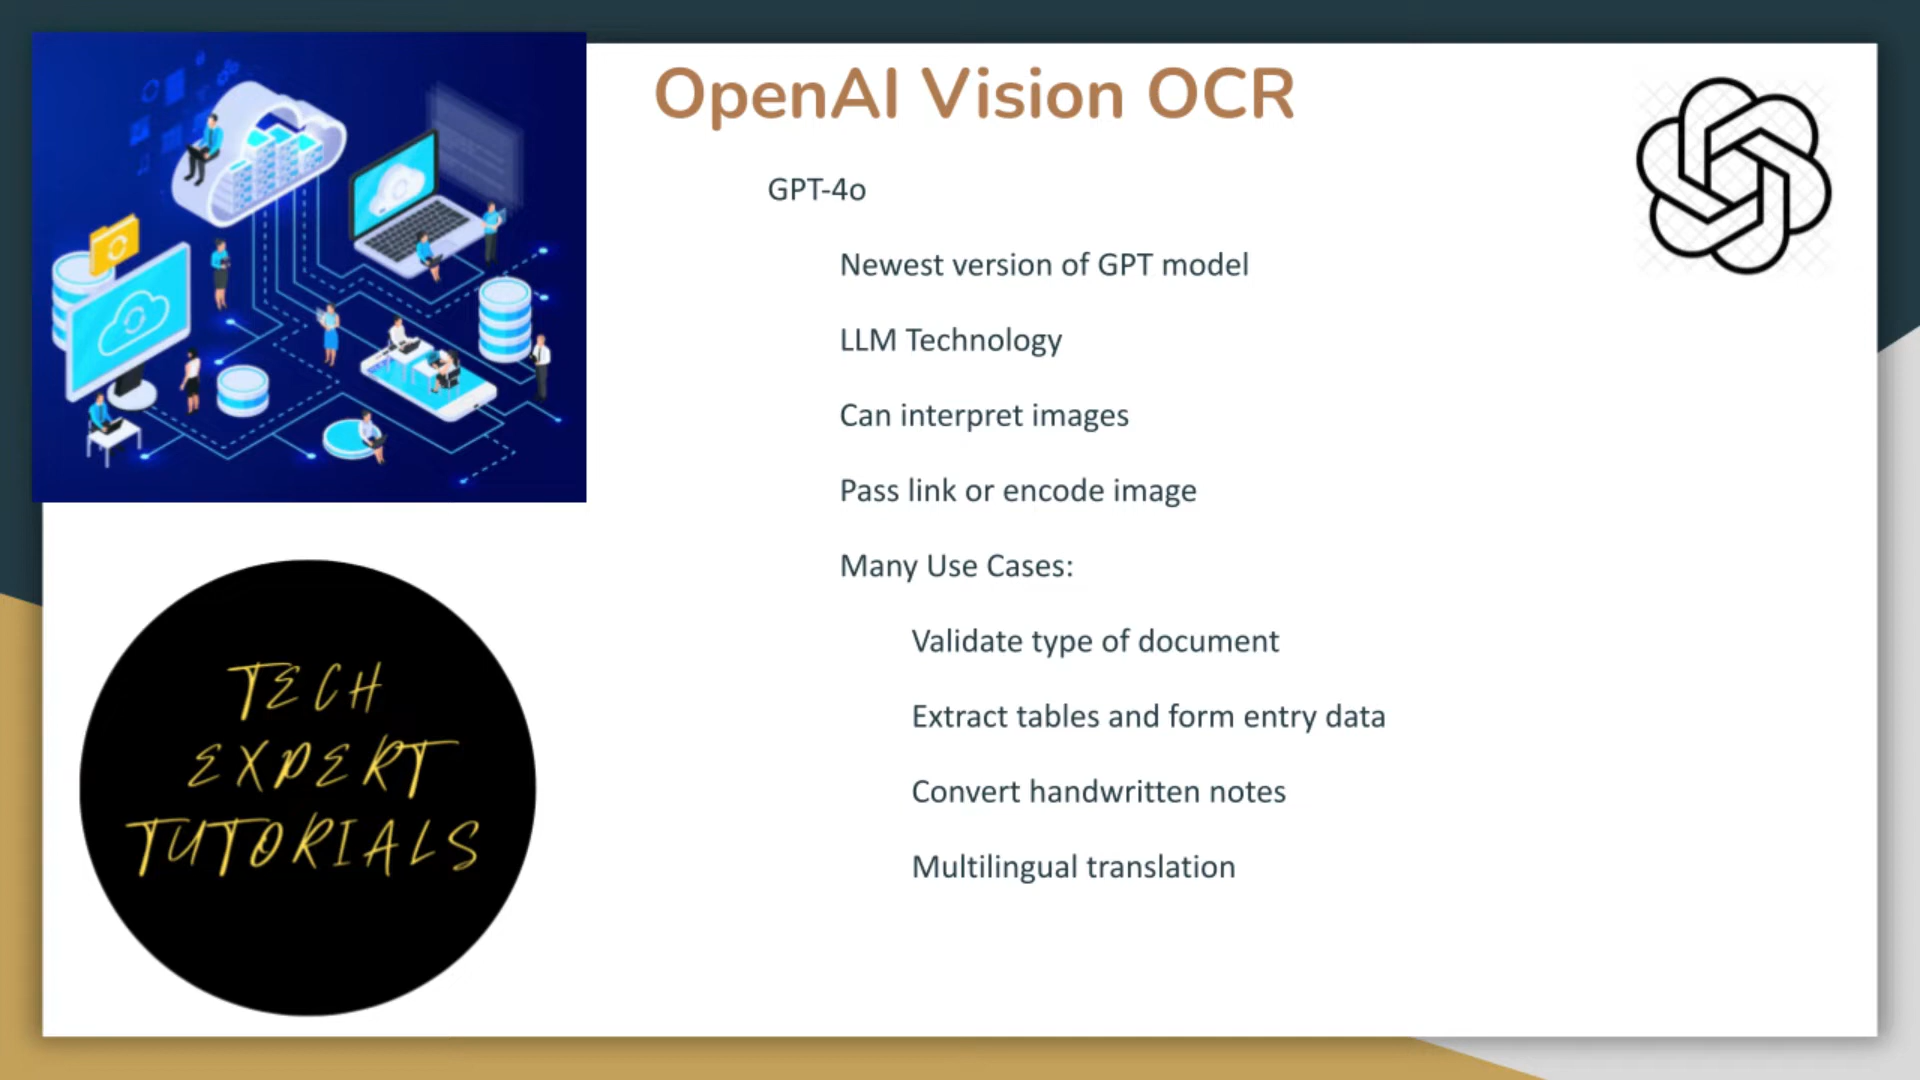 OpenAI Vision OCR
GPT-4o
Newest version of GPT model
LLM Technology
Can interpret images
Pass link or encode image
Many Use Cases:
Validate type of document
Extract tables and form entry data
Convert handwritten notes
Multilingual translation
TECH
EXPERT
TUTORIALS